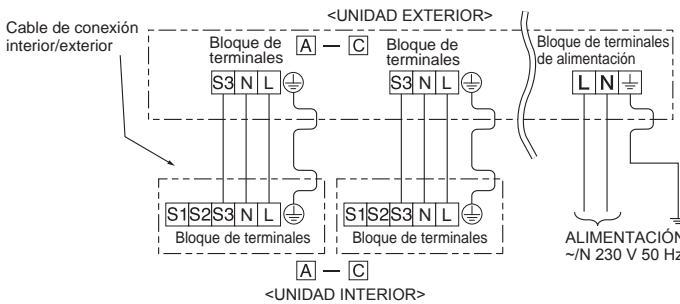 <UNIDAD EXTERIOR>
Cable de conexión
interior/exterior
Bloque de
terminales
A — C
Bloque de
terminales
Bloque de terminales
de alimentación
S3 N L
S3 N L
L N
S1 S2 S3 N L
S1 S2 S3 N L
Bloque de terminales
Bloque de terminales
ALIMENTACIÓN
~/N 230 V 50 Hz
A — C
<UNIDAD INTERIOR>